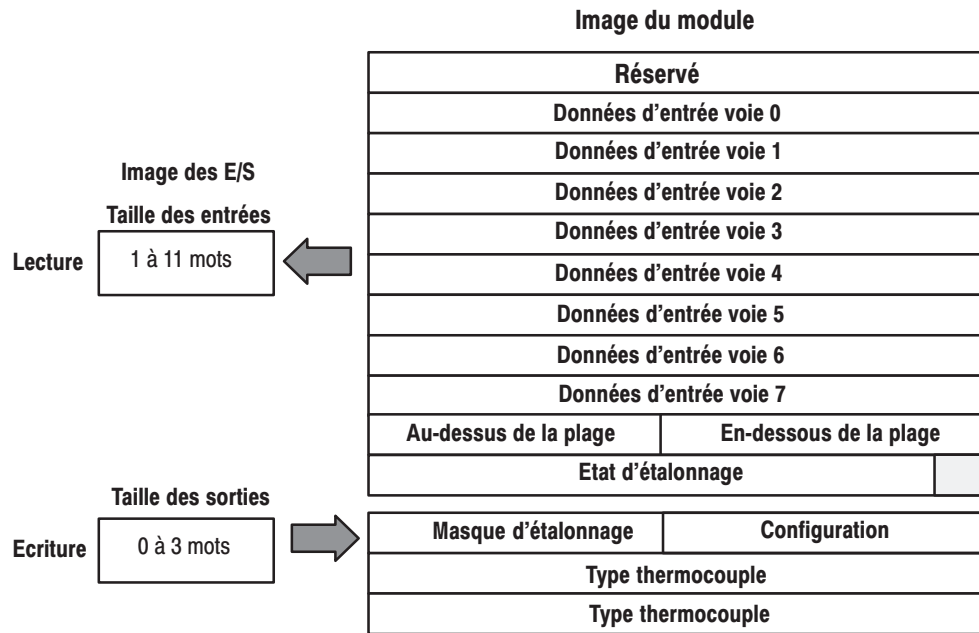 Image du module
Réservé
Données d'entrée voie 0
Données d'entrée voie 1
Données d'entrée voie 2
Données d'entrée voie 3
Données d'entrée voie 4
Données d'entrée voie 5
Données d'entrée voie 6
Données d'entrée voie 7
Au-dessus de la plage En-dessous de la plage
Etat d'étalonnage
Image des E/S
Taille des entrées
Lecture 1 à 11 mots
Taille des sorties
Ecriture 0 à 3 mots
Masque d'étalonnage Configuration
Type thermocouple
Type thermocouple